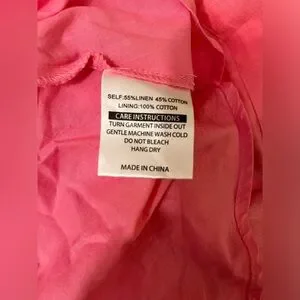 SELF:55%LINEN 45%COTTON
LINING:100%COTTON
CARE INSTRUCTIONS
TURN GARMENT INSIDE OUT
GENTLE MACHINE WASH COLD
DO NOT BLEACH
HANG DRY
MADE IN CHINA